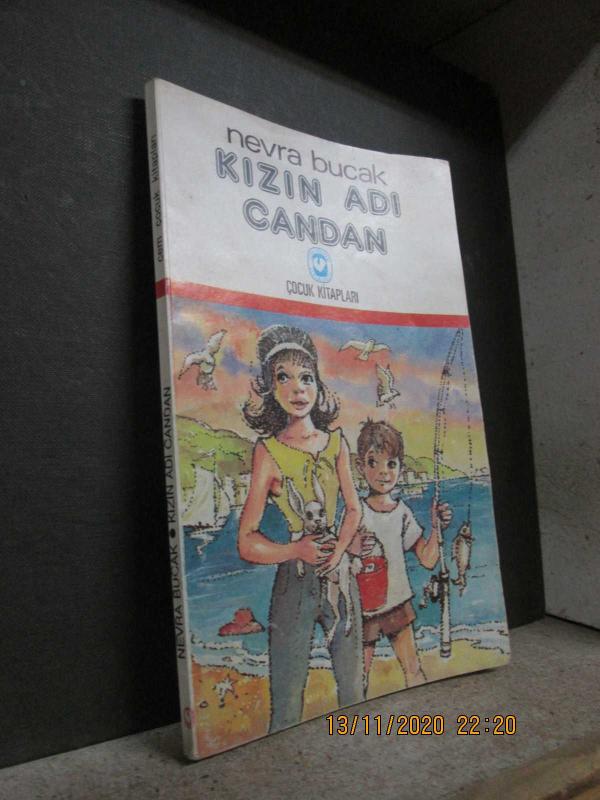 nevra bucak
KIZIN ADI
CANDAN
ÇOCUK KİTAPLARI
cem çocuk kitapları
NEVRA BUCAK • KIZIN ADI CANDAN
13/11/2020 22:20